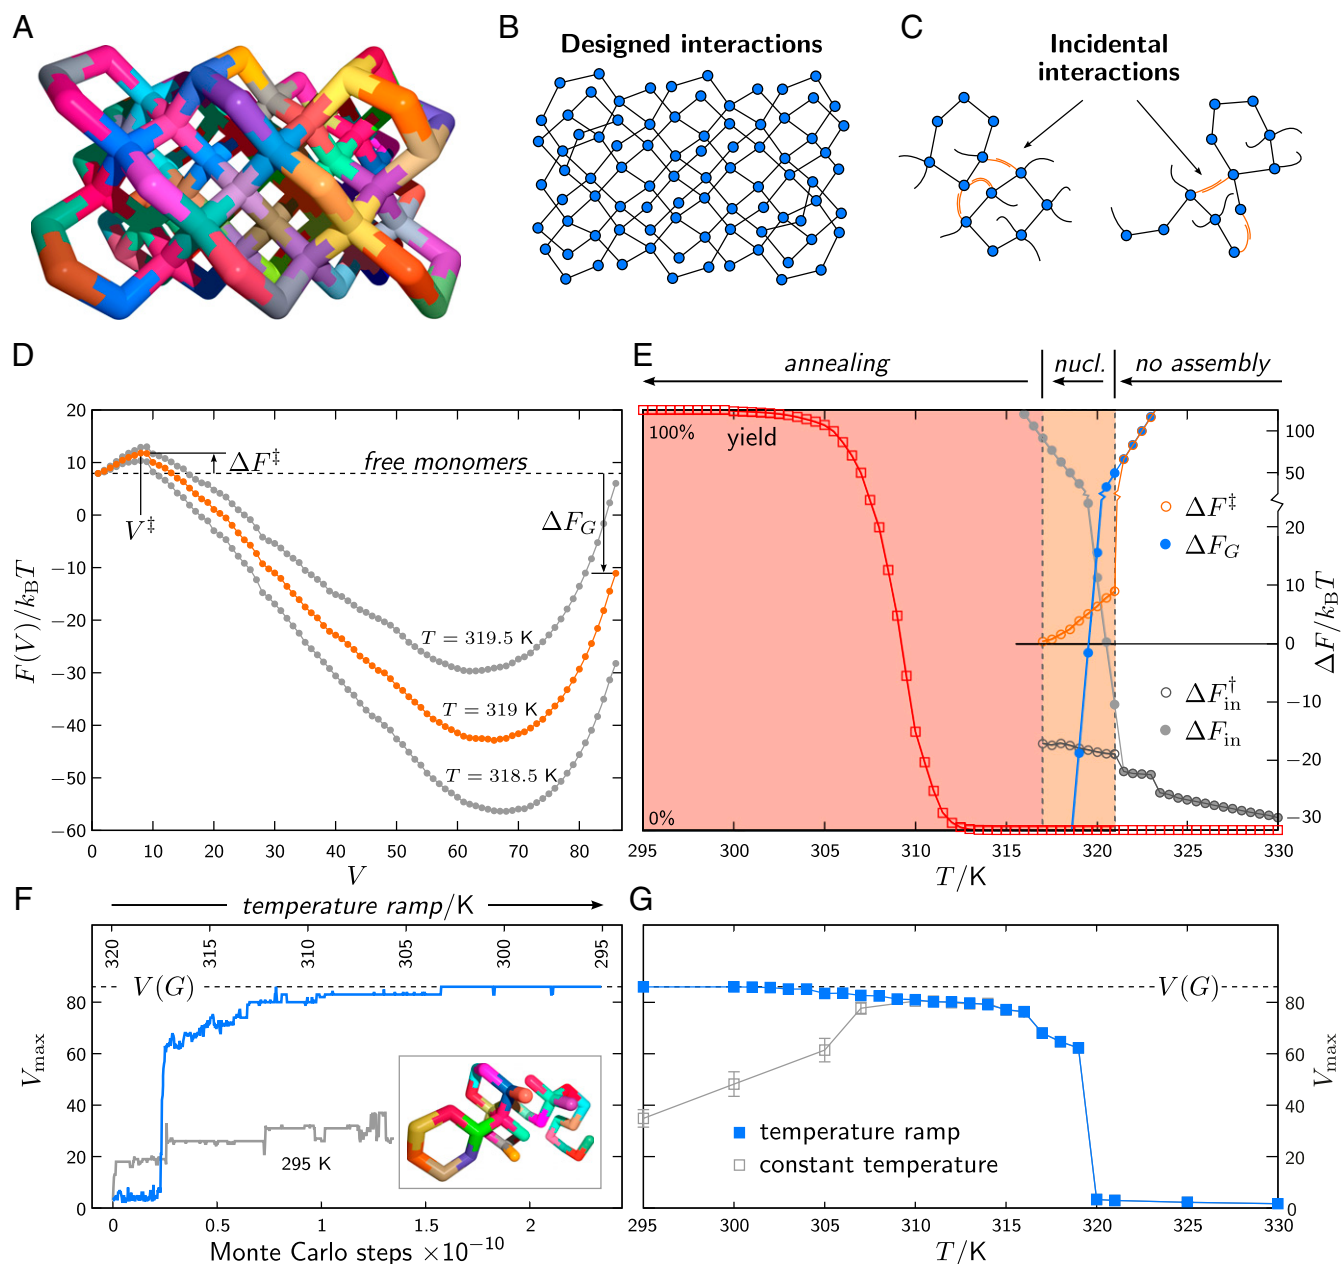 A
B
Designed interactions
C
Incidental
interactions
D
20
10
0
−10
−20
−30
−40
−50
−60
F(V)/k_BT
free monomers
ΔF‡
V‡
ΔF_G
T = 319.5 K
T = 319 K
T = 318.5 K
0 10 20 30 40 50 60 70 80
V
E
annealing
nucl.
no assembly
100%
yield
0%
ΔF‡
ΔF_G
ΔF†_in
ΔF_in
100
50
20
10
0
−10
−20
−30
ΔF/k_BT
295 300 305 310 315 320 325 330
T/K
F
temperature ramp/K
320 315 310 305 300 295
V(G)
80
60
40
20
0
V_max
295 K
0 0.5 1 1.5 2
Monte Carlo steps ×10⁻¹⁰
G
V(G)
80
60
40
20
0
V_max
temperature ramp
constant temperature
295 300 305 310 315 320 325 330
T/K